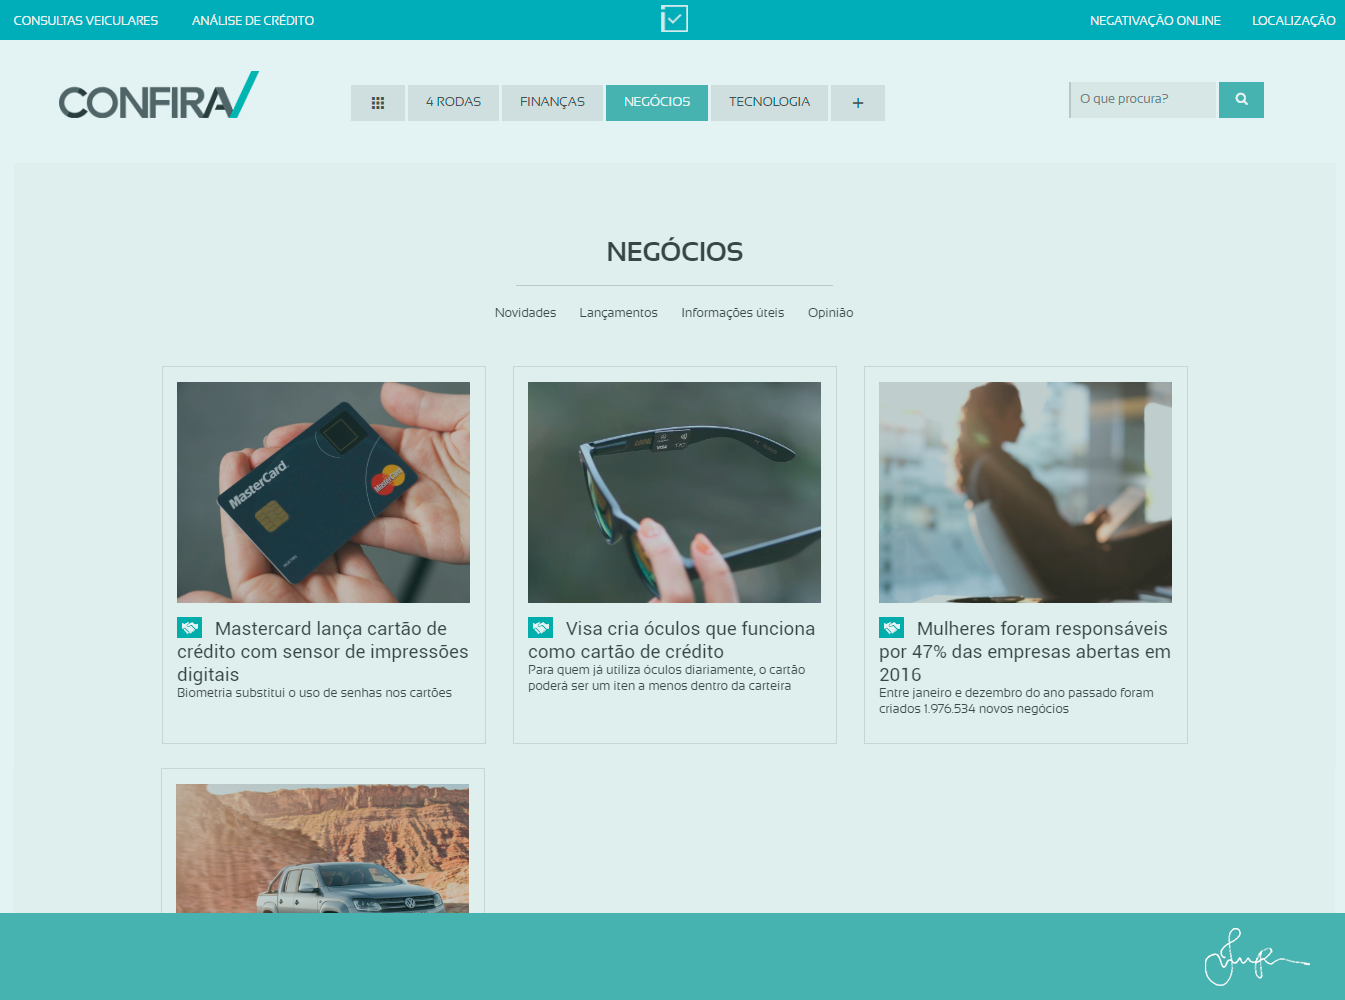 CONSULTAS VEICULARES ANÁLISE DE CRÉDITO NEGATIVAÇÃO ONLINE LOCALIZAÇÃO
CONFIRA
4 RODAS FINANÇAS NEGÓCIOS TECNOLOGIA +
O que procura?
NEGÓCIOS
Novidades Lançamentos Informações úteis Opinião
MasterCard
MasterCard
VISA
Mastercard lança cartão de
crédito com sensor de impressões
digitais
Biometria substitui o uso de senhas nos cartões
Visa cria óculos que funciona
como cartão de crédito
Para quem já utiliza óculos diariamente, o cartão
poderá ser um iten a menos dentro da carteira
Mulheres foram responsáveis
por 47% das empresas abertas em
2016
Entre janeiro e dezembro do ano passado foram
criados 1.976.534 novos negócios